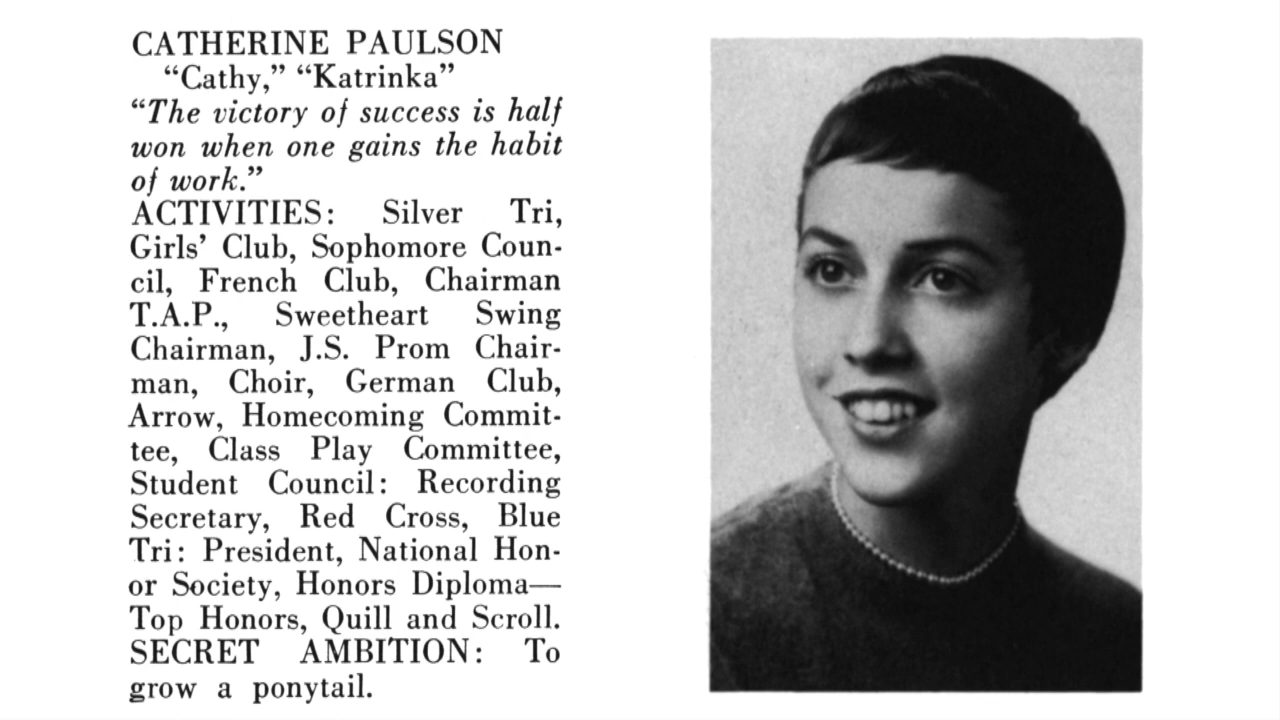 CATHERINE PAULSON
“Cathy,” “Katrinka”
“The victory of success is half
won when one gains the habit
of work.”
ACTIVITIES: Silver Tri,
Girls’ Club, Sophomore Coun-
cil, French Club, Chairman
T.A.P., Sweetheart Swing
Chairman, J.S. Prom Chair-
man, Choir, German Club,
Arrow, Homecoming Commit-
tee, Class Play Committee,
Student Council: Recording
Secretary, Red Cross, Blue
Tri: President, National Hon-
or Society, Honors Diploma—
Top Honors, Quill and Scroll.
SECRET AMBITION: To
grow a ponytail.